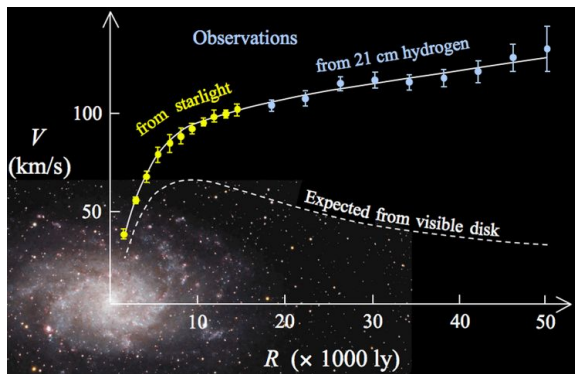 Observations
from 21 cm hydrogen
from starlight
100
V
(km/s)
50
Expected from visible disk
10
20
30
40
50
R (× 1000 ly)